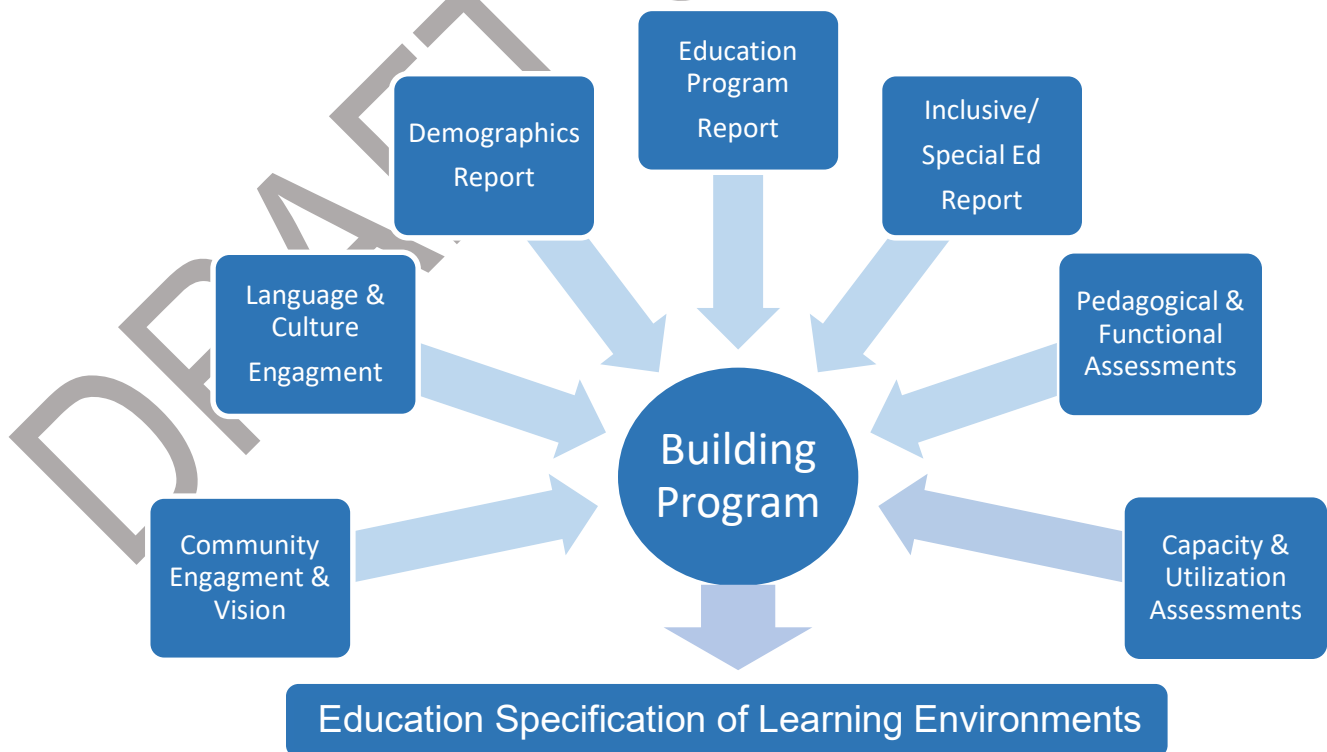 DRAFT
Education
Program
Report
Demographics
Report
Inclusive/
Special Ed
Report
Language &
Culture
Engagment
Pedagogical &
Functional
Assessments
Building
Program
Community
Engagment &
Vision
Capacity &
Utilization
Assessments
Education Specification of Learning Environments